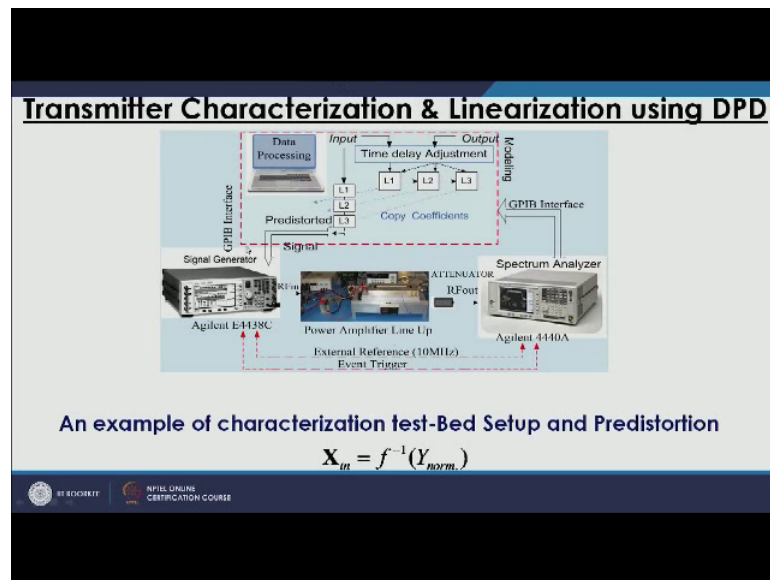 Transmitter Characterization & Linearization using DPD
Data
Processing
Input
Output
Time delay Adjustment
Modeling
L1
L1
L2
L3
L2
L3
Copy Coefficients
GPIB Interface
GPIB Interface
Predistorted
Signal
Signal Generator
Spectrum Analyzer
RFin
ATTENUATOR
RFout
Agilent E4438C
Power Amplifier Line Up
Agilent 4440A
External Reference (10MHz)
Event Trigger
An example of characterization test-Bed Setup and Predistortion
X_in = f^-1(Y_norm.)
IIT ROORKEE
NPTEL ONLINE
CERTIFICATION COURSE